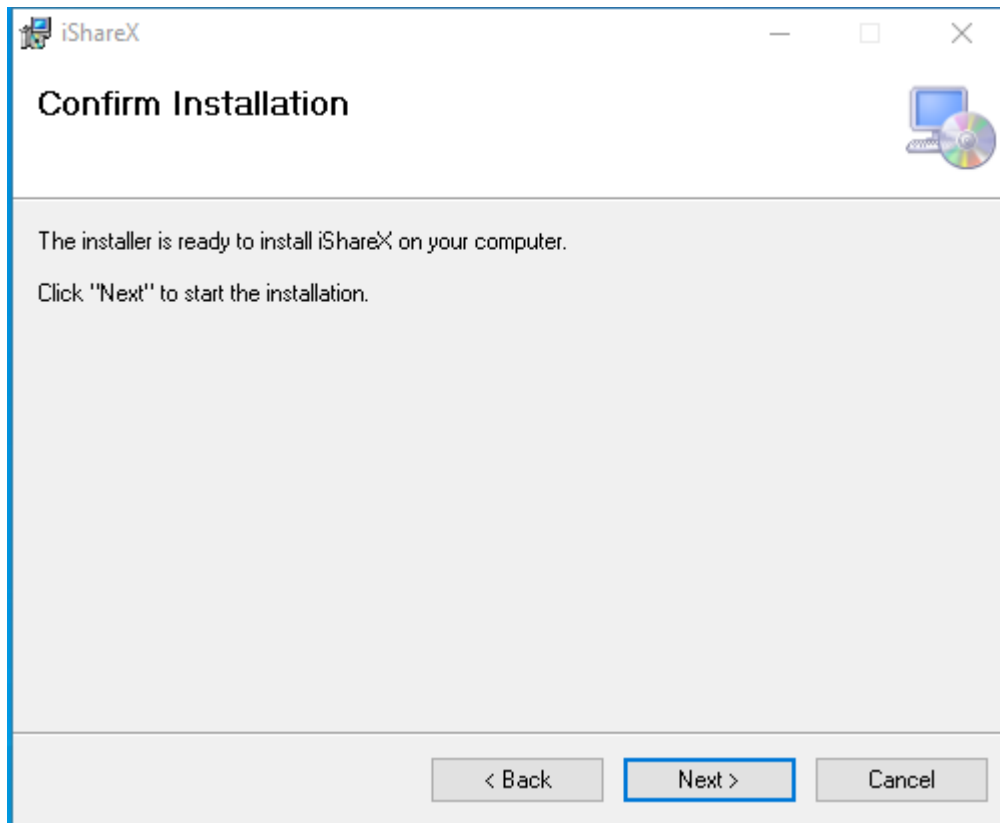 iShareX
Confirm Installation
The installer is ready to install iShareX on your computer.
Click "Next" to start the installation.
< Back
Next >
Cancel